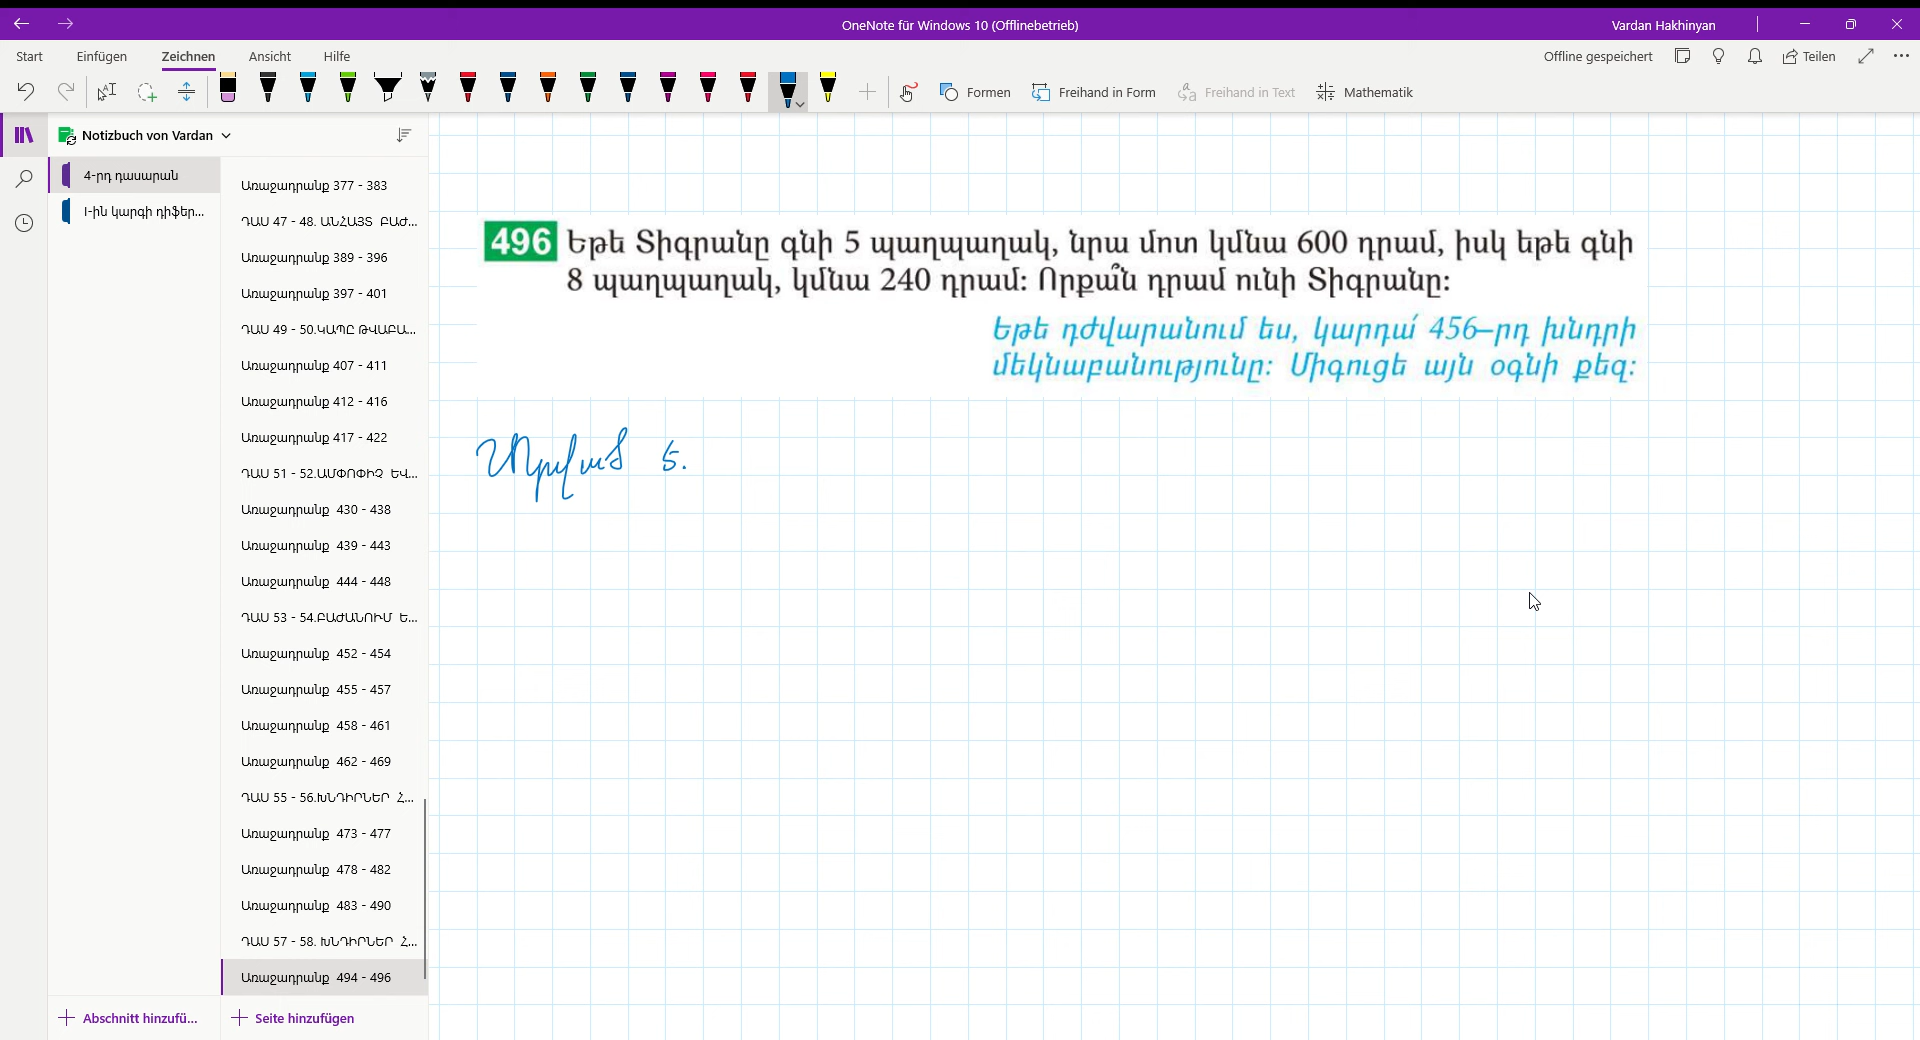 OneNote für Windows 10 (Offlinebetrieb)
Vardan Hakhinyan
Start Einfügen Zeichnen Ansicht Hilfe
Offline gespeichert Teilen
Formen Freihand in Form Freihand in Text Mathematik
Notizbuch von Vardan
4-րդ դասարան
I-ին կարգի դիֆեր...
Առաջադրանք 377 - 383
ԴԱՍ 47 - 48. ԱՆՀԱՅՏ ԲԱԺ...
Առաջադրանք 389 - 396
Առաջադրանք 397 - 401
ԴԱՍ 49 - 50.ԿԱՊԸ ԹՎԱԲԱ...
Առաջադրանք 407 - 411
Առաջադրանք 412 - 416
Առաջադրանք 417 - 422
ԴԱՍ 51 - 52.ԱՄՓՈՓԻՉ ԵՎ...
Առաջադրանք 430 - 438
Առաջադրանք 439 - 443
Առաջադրանք 444 - 448
ԴԱՍ 53 - 54.ԲԱԺԱՆՈՒՄ Ե...
Առաջադրանք 452 - 454
Առաջադրանք 455 - 457
Առաջադրանք 458 - 461
Առաջադրանք 462 - 469
ԴԱՍ 55 - 56.ԽՆԴԻՐՆԵՐ Հ...
Առաջադրանք 473 - 477
Առաջադրանք 478 - 482
Առաջադրանք 483 - 490
ԴԱՍ 57 - 58. ԽՆԴԻՐՆԵՐ Հ...
Առաջադրանք 494 - 496
Abschnitt hinzufü...
Seite hinzufügen
496 Եթե Տիգրանը գնի 5 պաղպաղակ, նրա մոտ կմնա 600 դրամ, իսկ եթե գնի
8 պաղպաղակ, կմնա 240 դրամ: Որքա՞ն դրամ ունի Տիգրանը:
Եթե դժվարանում ես, կարդա՛ 456–րդ խնդրի
մեկնաբանությունը: Միգուցե այն օգնի քեզ: